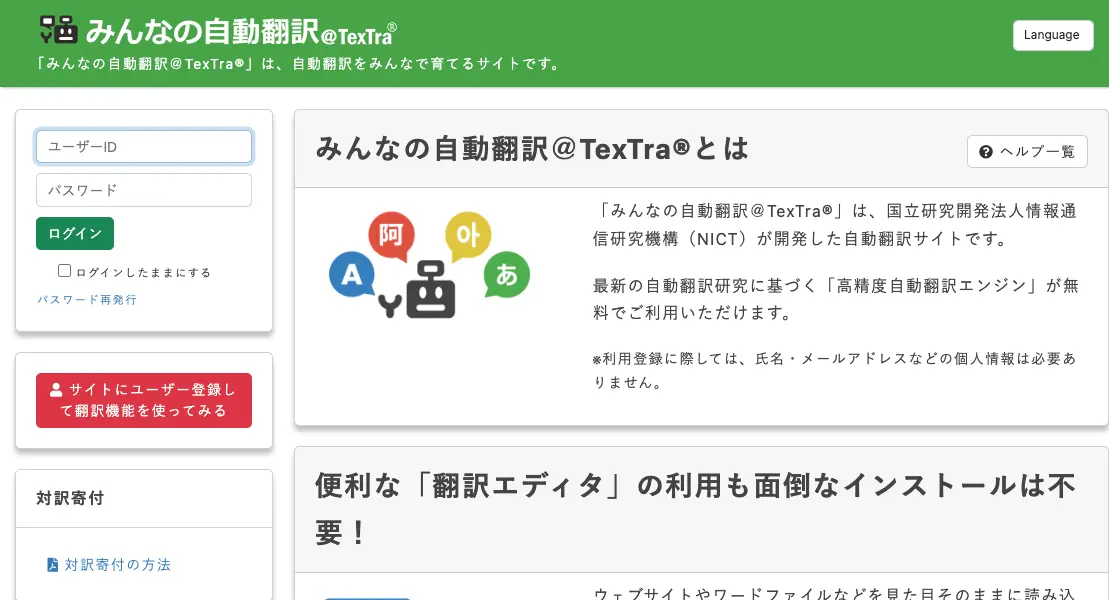 みんなの自動翻訳@TexTra®
「みんなの自動翻訳@TexTra®」は、自動翻訳をみんなで育てるサイトです。
Language
ユーザーID
パスワード
ログイン
ログインしたままにする
パスワード再発行
サイトにユーザー登録し
て翻訳機能を使ってみる
対訳寄付
対訳寄付の方法
みんなの自動翻訳@TexTra®とは
ヘルプ一覧
A
阿
아
あ
「みんなの自動翻訳@TexTra®」は、国立研究開発法人情報通
信研究機構（NICT）が開発した自動翻訳サイトです。
最新の自動翻訳研究に基づく「高精度自動翻訳エンジン」が無
料でご利用いただけます。
※利用登録に際しては、氏名・メールアドレスなどの個人情報は必要あ
りません。
便利な「翻訳エディタ」の利用も面倒なインストールは不
要！
ウェブサイトやワードファイルなどを見た目そのままに読み込